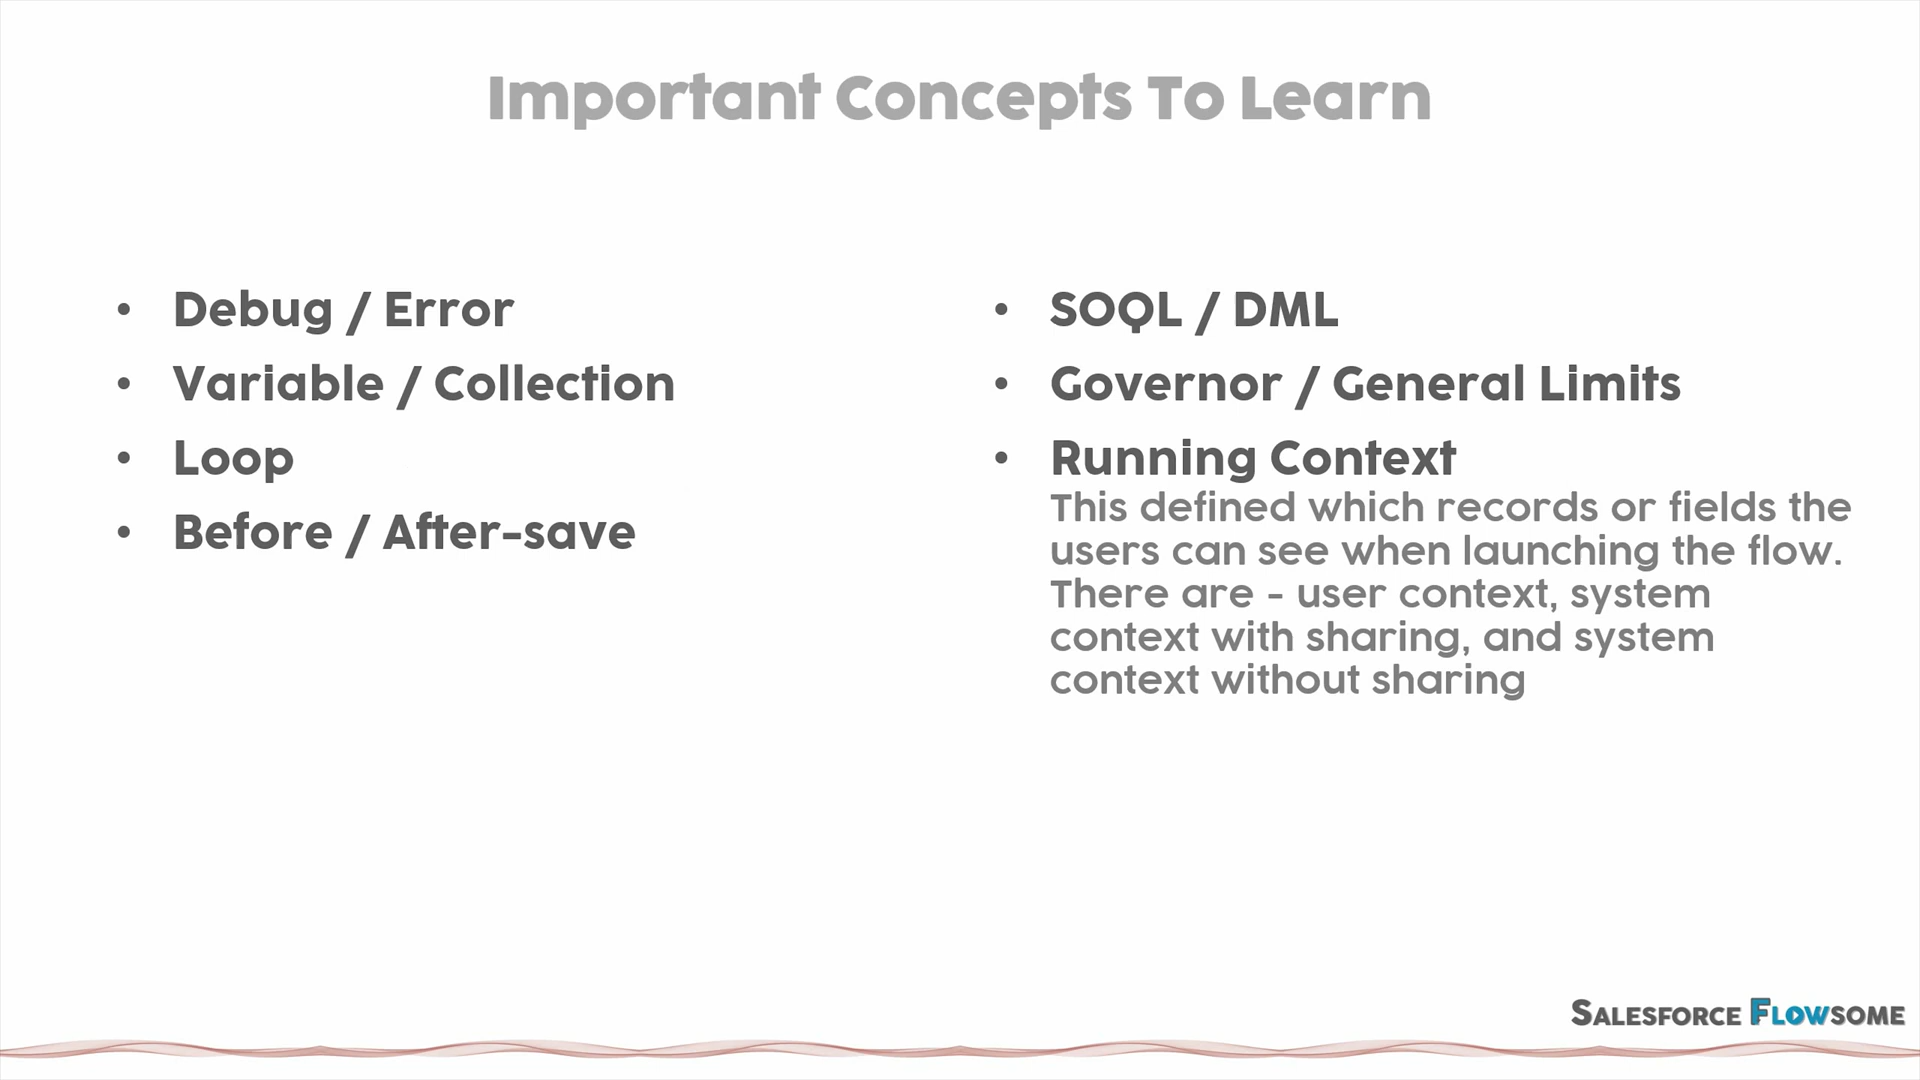 Important Concepts To Learn
• Debug / Error
• Variable / Collection
• Loop
• Before / After-save
• SOQL / DML
• Governor / General Limits
• Running Context
This defined which records or fields the
users can see when launching the flow.
There are - user context, system
context with sharing, and system
context without sharing
SALESFORCE FLOWSOME